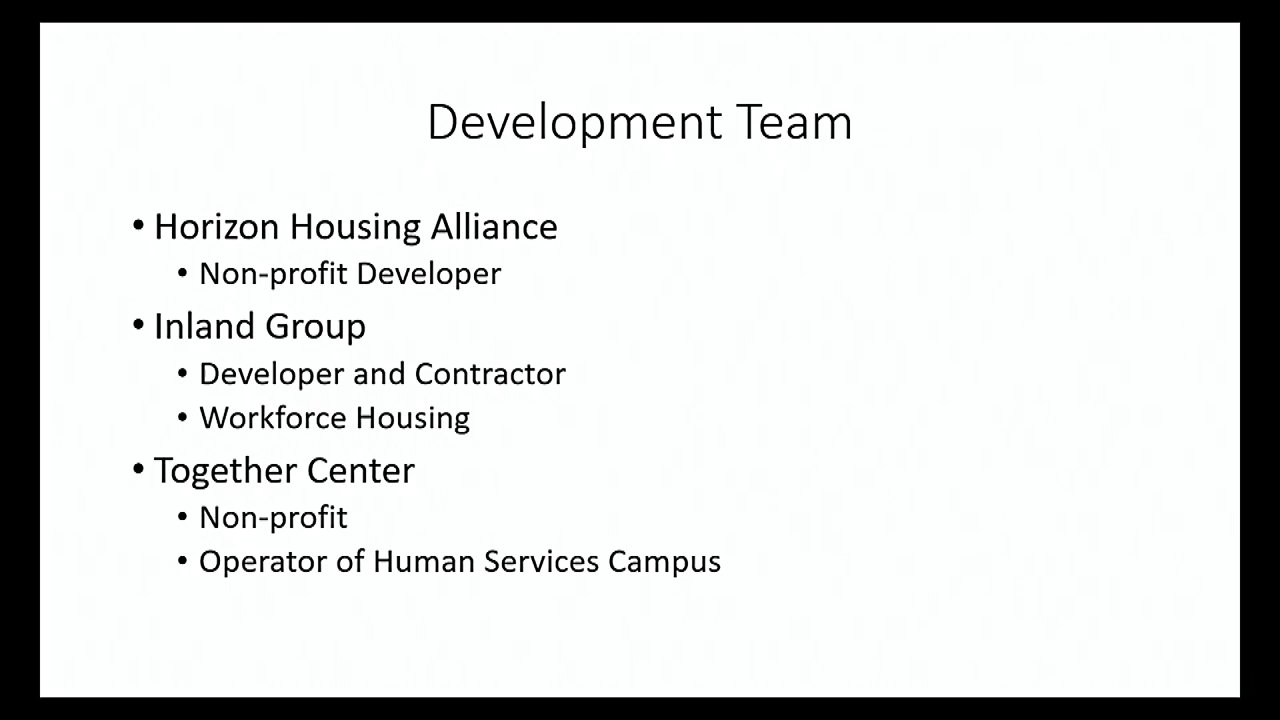 Development Team
• Horizon Housing Alliance
• Non-profit Developer
• Inland Group
• Developer and Contractor
• Workforce Housing
• Together Center
• Non-profit
• Operator of Human Services Campus